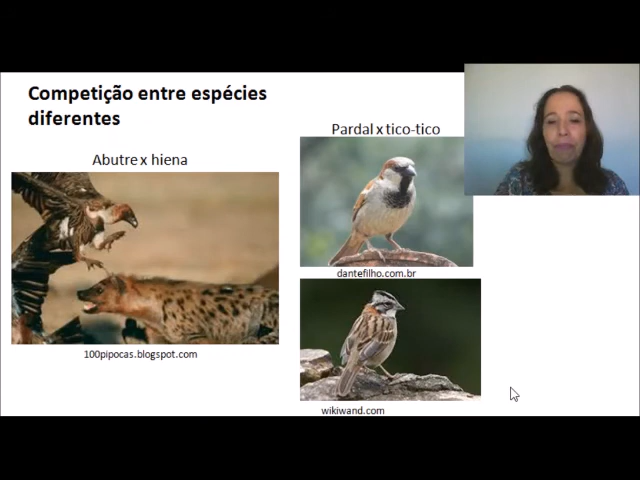 Competição entre espécies
diferentes
Pardal x tico-tico
Abutre x hiena
dantefilho.com.br
100pipocas.blogspot.com
wikiwand.com